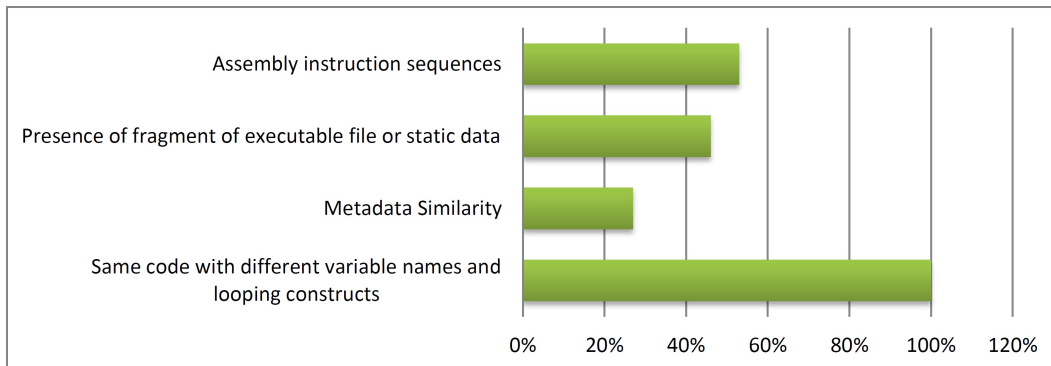 Assembly instruction sequences
Presence of fragment of executable file or static data
Metadata Similarity
Same code with different variable names and
looping constructs
0% 20% 40% 60% 80% 100% 120%